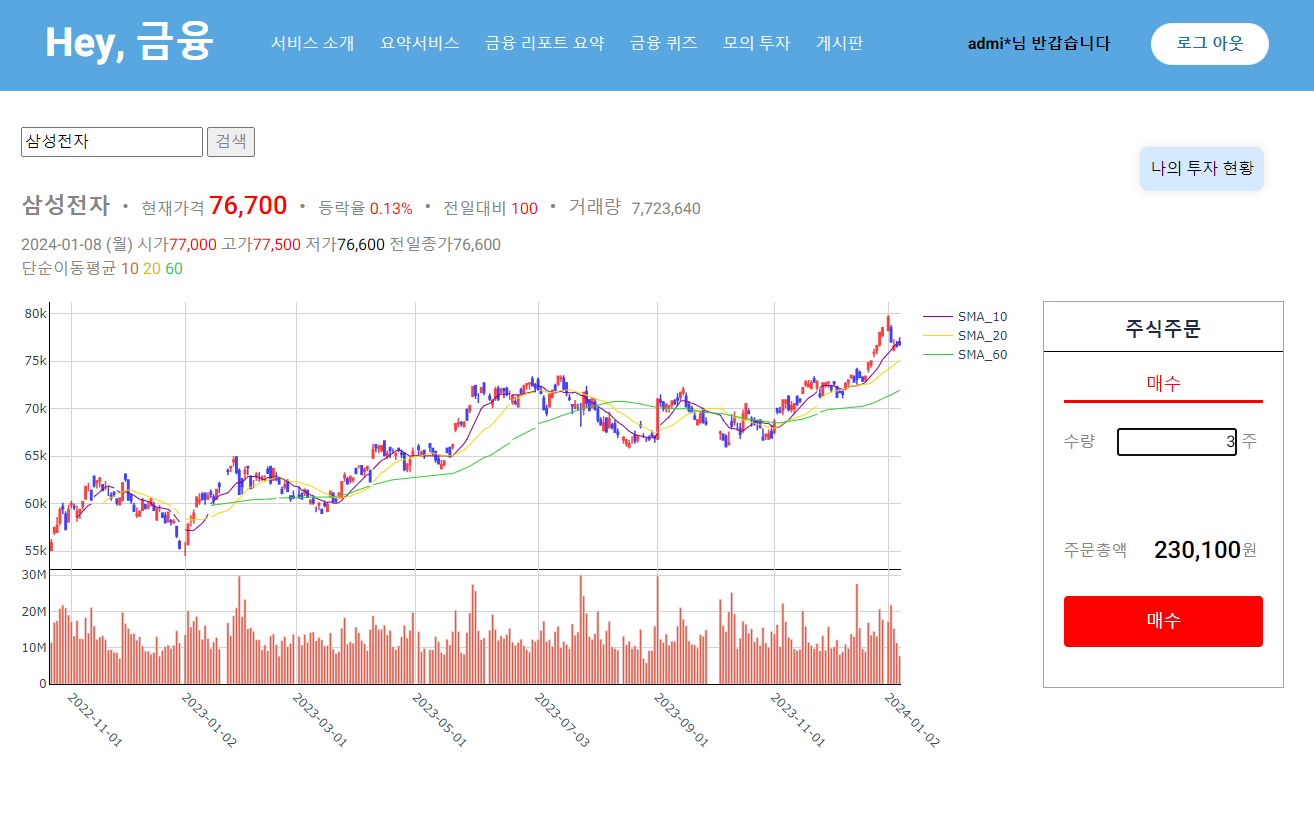 Hey, 금융
서비스 소개 요약서비스 금융 리포트 요약 금융 퀴즈 모의 투자 게시판
admi*님 반갑습니다
로그 아웃
삼성전자 검색
나의 투자 현황
삼성전자 • 현재가격 76,700 • 등락율 0.13% • 전일대비 100 • 거래량 7,723,640
2024-01-08 (월) 시가77,000 고가77,500 저가76,600 전일종가76,600
단순이동평균 10 20 60
80k
75k
70k
65k
60k
55k
30M
20M
10M
0
2022-11-01
2023-01-02
2023-03-01
2023-05-01
2023-07-03
2023-09-01
2023-11-01
2024-01-02
SMA_10
SMA_20
SMA_60
주식주문
매수
수량 3 주
주문총액 230,100원
매수